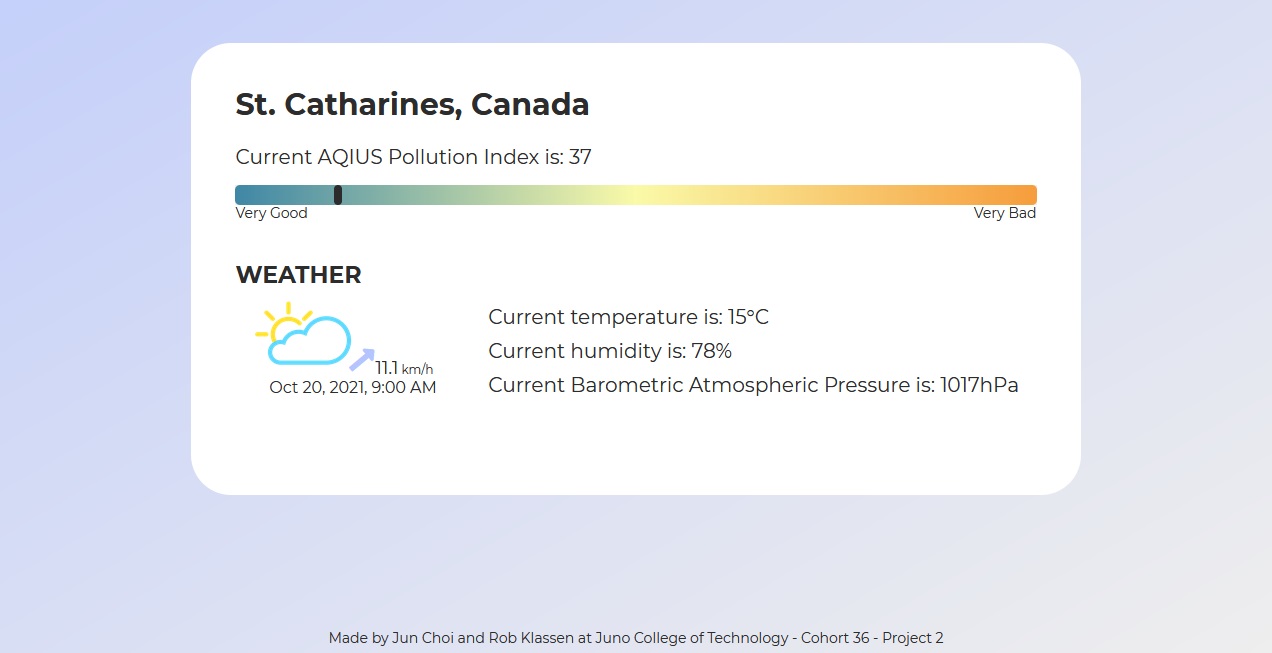 St. Catharines, Canada
Current AQIUS Pollution Index is: 37
Very Good Very Bad
WEATHER
Current temperature is: 15°C
Current humidity is: 78%
Current Barometric Atmospheric Pressure is: 1017hPa
11.1 km/h
Oct 20, 2021, 9:00 AM
Made by Jun Choi and Rob Klassen at Juno College of Technology - Cohort 36 - Project 2